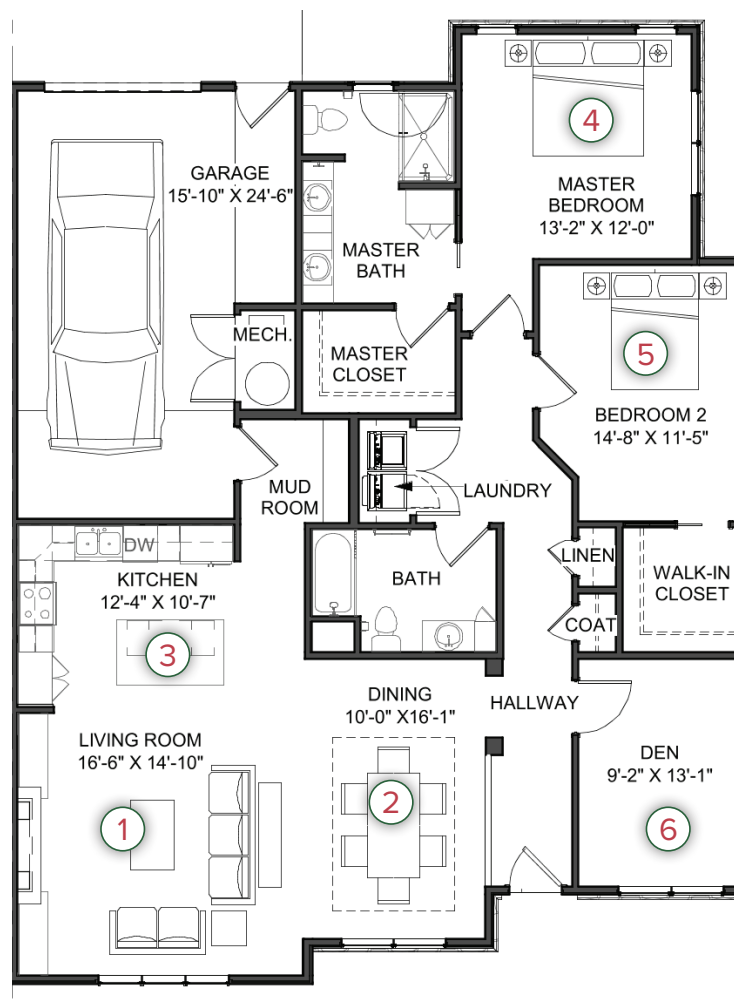 4
GARAGE
15'-10" X 24'-6"
MASTER
BEDROOM
13'-2" X 12'-0"
MASTER
BATH
MECH.
MASTER
CLOSET
5
BEDROOM 2
14'-8" X 11'-5"
MUD
ROOM
LAUNDRY
DW
KITCHEN
12'-4" X 10'-7"
BATH
LINEN
WALK-IN
CLOSET
COAT
3
DINING
10'-0" X16'-1"
HALLWAY
LIVING ROOM
16'-6" X 14'-10"
DEN
9'-2" X 13'-1"
1
2
6